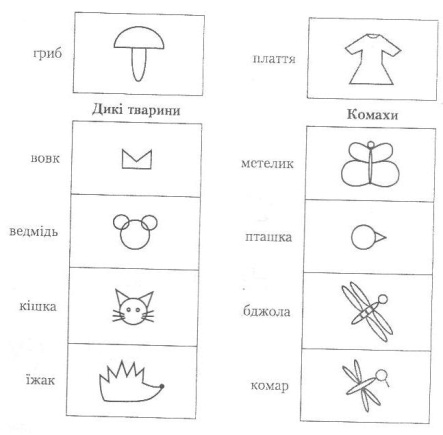 гриб
плаття
Дикі тварини
вовк
ведмідь
кішка
їжак
Комахи
метелик
пташка
бджола
комар